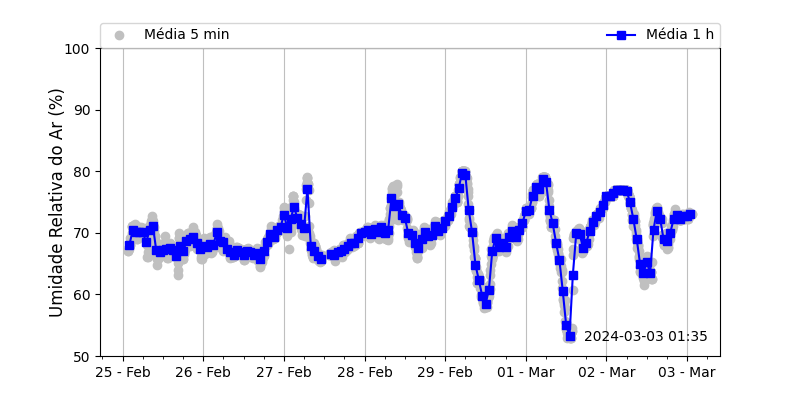 Média 5 min
Média 1 h
Umidade Relativa do Ar (%)
100
90
80
70
60
50
2024-03-03 01:35
25 - Feb
26 - Feb
27 - Feb
28 - Feb
29 - Feb
01 - Mar
02 - Mar
03 - Mar